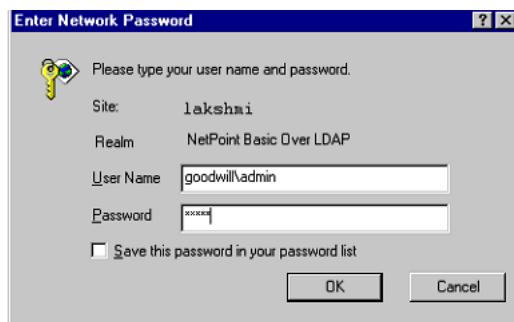 Enter Network Password
Please type your user name and password.
Site: lakshmi
Realm NetPoint Basic Over LDAP
User Name goodwill\admin
Password *****
Save this password in your password list
OK Cancel